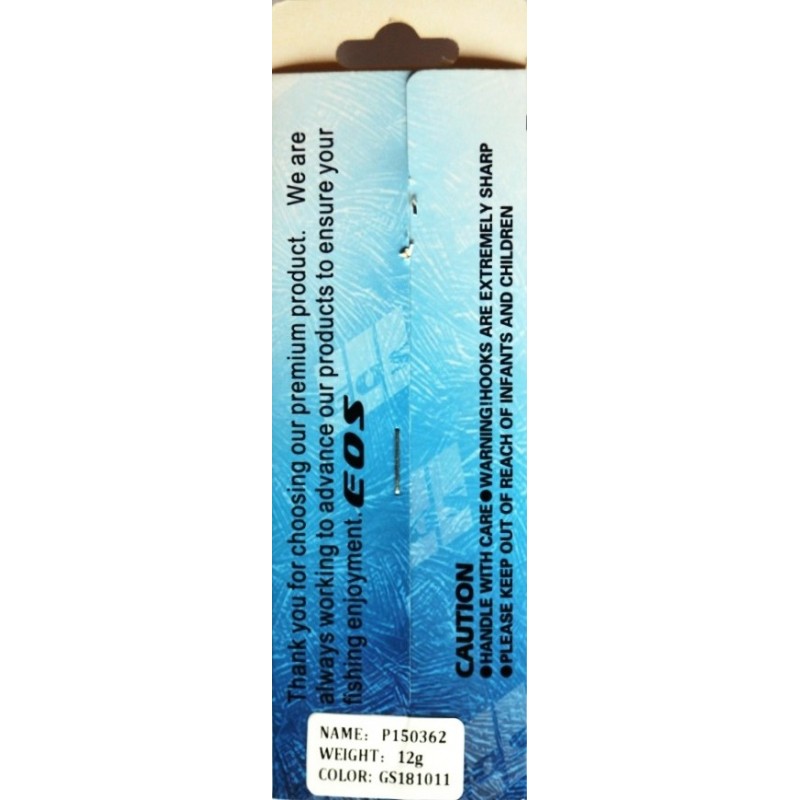 Thank you for choosing our premium product. We are
always working to advance our products to ensure your
fishing enjoyment. EOS
CAUTION
●HANDLE WITH CARE●WARNING!HOOKS ARE EXTREMELY SHARP
●PLEASE KEEP OUT OF REACH OF INFANTS AND CHILDREN
NAME: P150362
WEIGHT: 12g
COLOR: GS181011